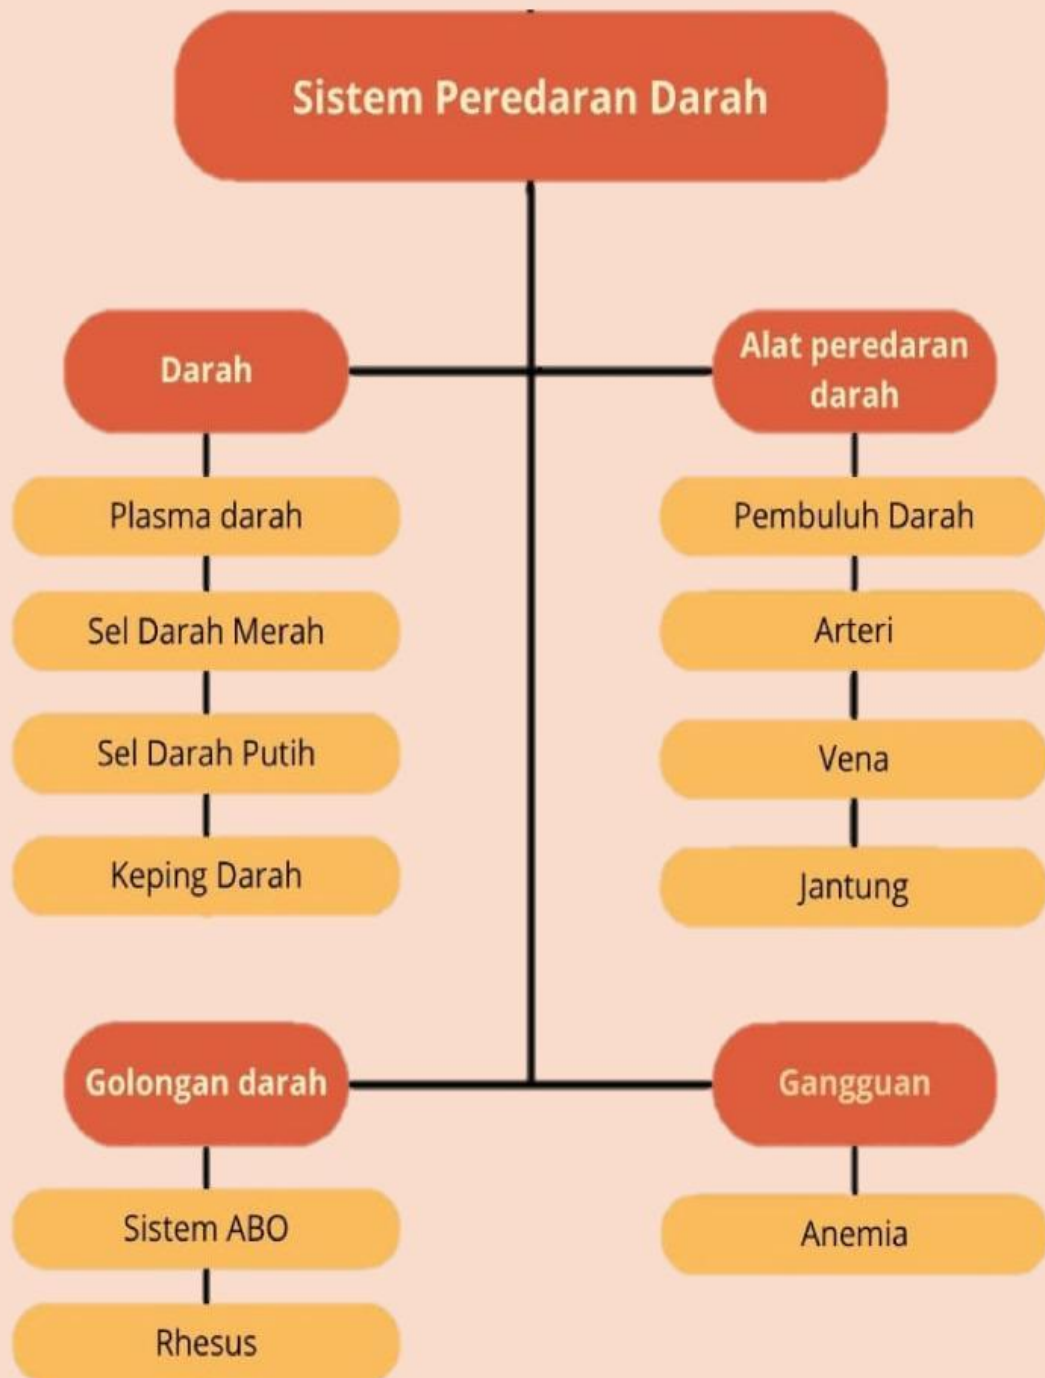 Sistem Peredaran Darah
Darah
Plasma darah
Sel Darah Merah
Sel Darah Putih
Keping Darah
Alat peredaran
darah
Pembuluh Darah
Arteri
Vena
Jantung
Golongan darah
Sistem ABO
Rhesus
Gangguan
Anemia